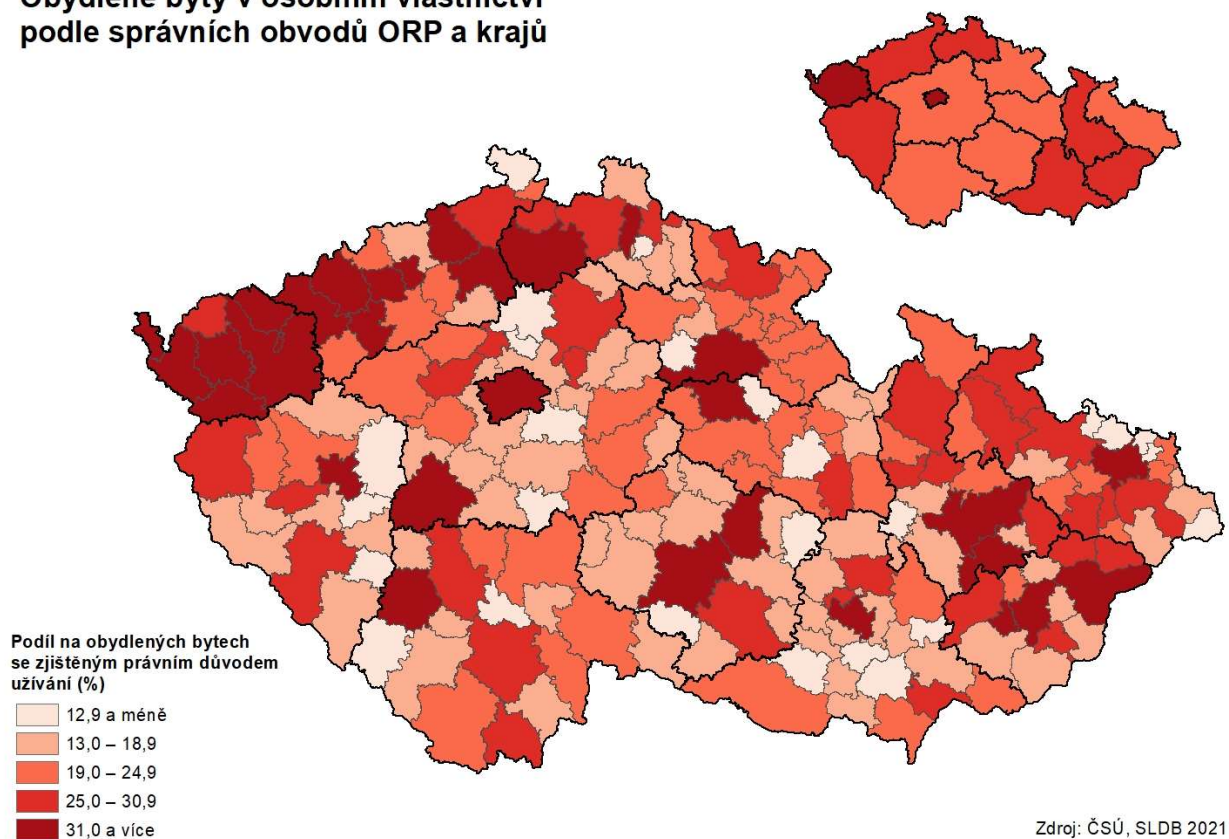 Obydlené byty v osobním vlastnictví
podle správních obvodů ORP a krajů
Podíl na obydlených bytech
se zjištěným právním důvodem
užívání (%)
12,9 a méně
13,0 – 18,9
19,0 – 24,9
25,0 – 30,9
31,0 a více
Zdroj: ČSÚ, SLDB 2021